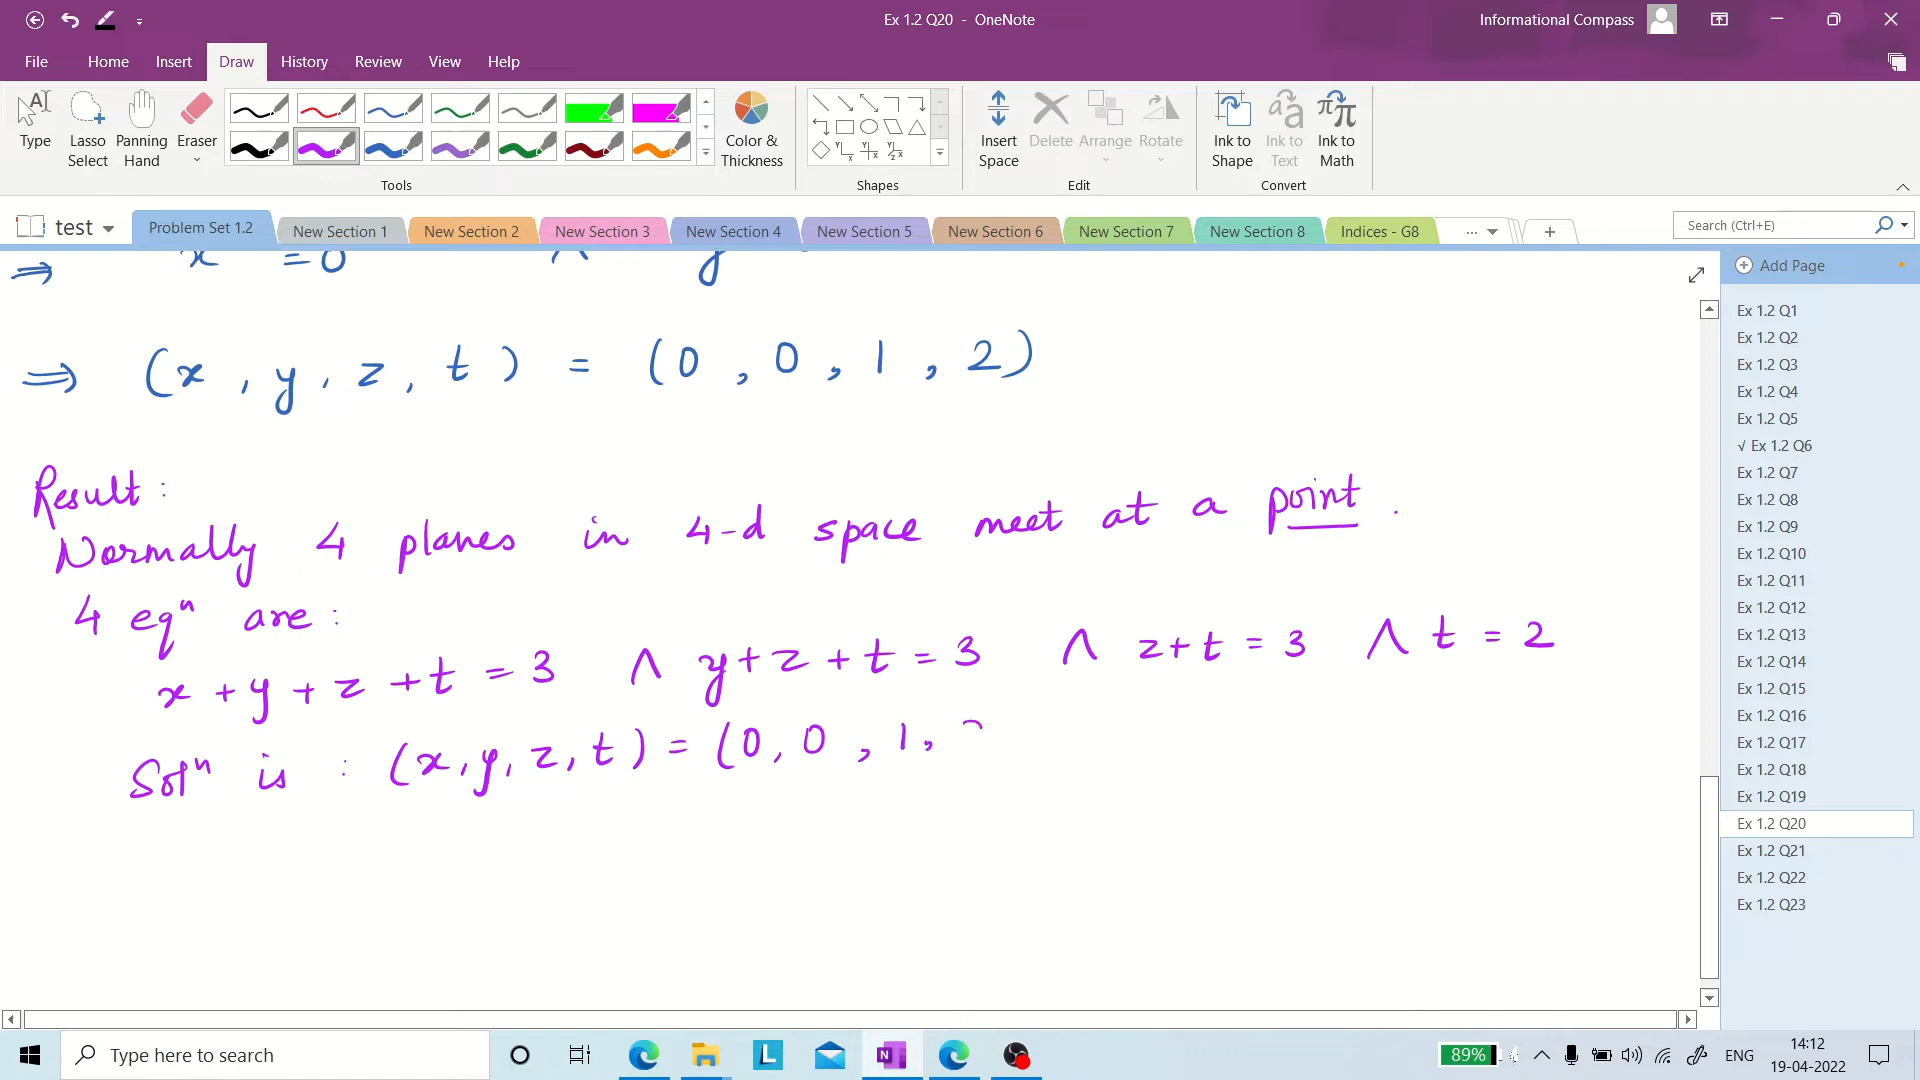 Ex 1.2 Q20 - OneNote
Informational Compass
File Home Insert Draw History Review View Help
Type
Lasso Select
Panning Hand
Eraser
Color & Thickness
Insert Space
Delete
Arrange
Rotate
Ink to Shape
Ink to Text
Ink to Math
Tools
Shapes
Edit
Convert
test
Problem Set 1.2
New Section 1
New Section 2
New Section 3
New Section 4
New Section 5
New Section 6
New Section 7
New Section 8
Indices - G8
...
Search (Ctrl+E)
⇒ x = 0 ∧ y
⇒ (x, y, z, t) = (0, 0, 1, 2)
Result:
Normally 4 planes in 4-d space meet at a point.
4 eqⁿ are:
x + y + z + t = 3 ∧ y + z + t = 3 ∧ z + t = 3 ∧ t = 2
Solⁿ is : (x, y, z, t) = (0, 0, 1,
Add Page
Ex 1.2 Q1
Ex 1.2 Q2
Ex 1.2 Q3
Ex 1.2 Q4
Ex 1.2 Q5
√ Ex 1.2 Q6
Ex 1.2 Q7
Ex 1.2 Q8
Ex 1.2 Q9
Ex 1.2 Q10
Ex 1.2 Q11
Ex 1.2 Q12
Ex 1.2 Q13
Ex 1.2 Q14
Ex 1.2 Q15
Ex 1.2 Q16
Ex 1.2 Q17
Ex 1.2 Q18
Ex 1.2 Q19
Ex 1.2 Q20
Ex 1.2 Q21
Ex 1.2 Q22
Ex 1.2 Q23
Type here to search
89%
ENG
14:12
19-04-2022